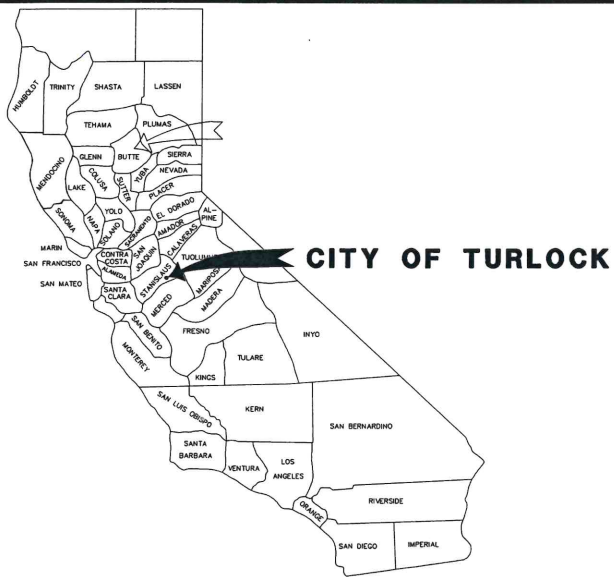 HUMBOLDT
TRINITY
SHASTA
LASSEN
TEHAMA
PLUMAS
MENDOCINO
GLENN
BUTTE
SIERRA
LAKE
COLUSA
SUTTER
YUBA
NEVADA
PLACER
SONOMA
NAPA
YOLO
EL DORADO
AL-
PINE
SOLANO
SACRAMENTO
AMADOR
MARIN
CONTRA
COSTA
SAN
JOAQUIN
CALAVERAS
TUOLUM
CITY OF TURLOCK
SAN FRANCISCO
ALAMEDA
STANISLAUS
MARIPOSA
SAN MATEO
SANTA
CLARA
MERCED
MADERA
SAN BENITO
FRESNO
INYO
MONTEREY
TULARE
KINGS
SAN LUIS OBISPO
KERN
SAN BERNARDINO
SANTA
BARBARA
VENTURA
LOS
ANGELES
ORANGE
RIVERSIDE
SAN DIEGO
IMPERIAL